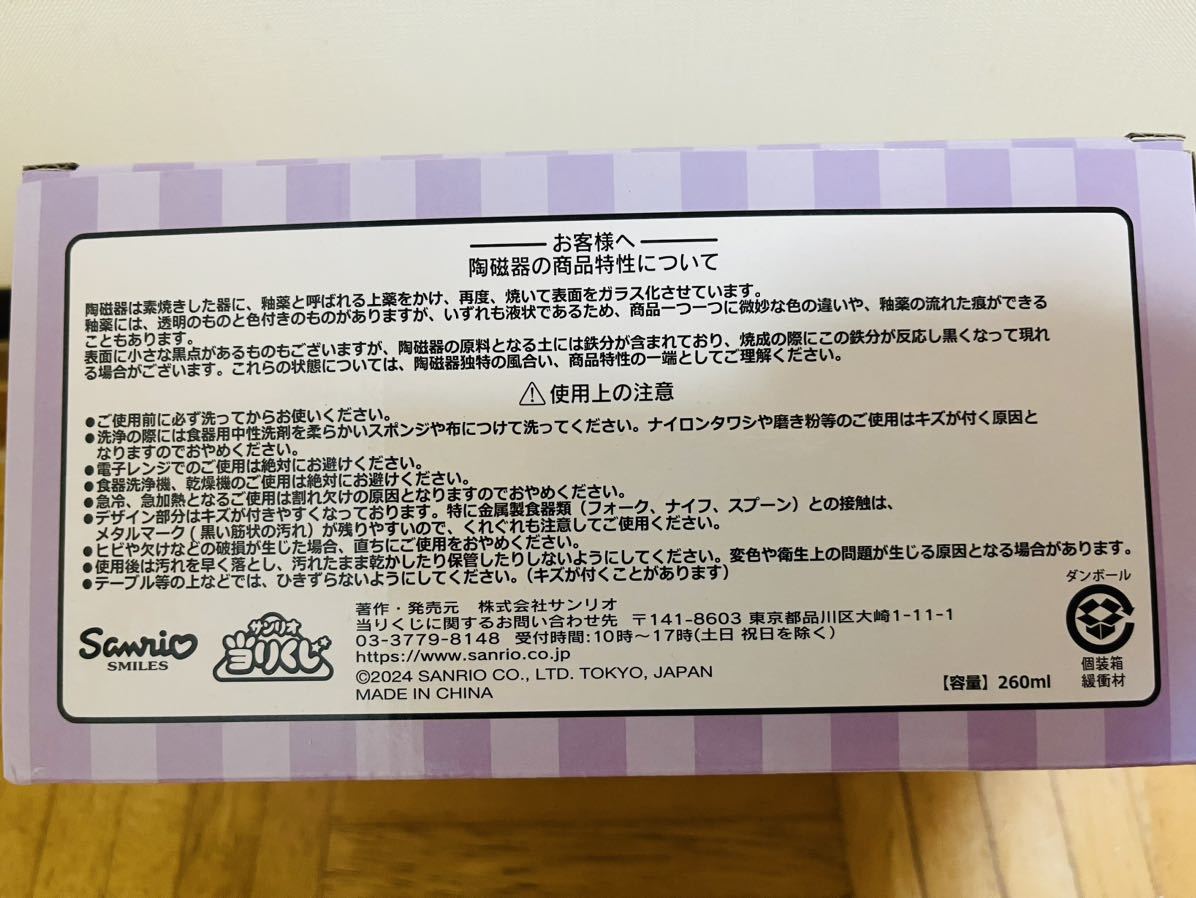 お客様へ
陶磁器の商品特性について
陶磁器は素焼きした器に、釉薬と呼ばれる上薬をかけ、再度、焼いて表面をガラス化させています。
釉薬には、透明のものと色付きのものがありますが、いずれも液状であるため、商品一つ一つに微妙な色の違いや、釉薬の流れた痕ができる
こともあります。
表面に小さな黒点があるものもございますが、陶磁器の原料となる土には鉄分が含まれており、焼成の際にこの鉄分が反応し黒くなって現れ
る場合がございます。これらの状態については、陶磁器独特の風合い、商品特性の一端としてご理解ください。
⚠使用上の注意
●ご使用前に必ず洗ってからお使いください。
●洗浄の際には食器用中性洗剤を柔らかいスポンジや布につけて洗ってください。ナイロンタワシや磨き粉等のご使用はキズが付く原因と
なりますのでおやめください。
●電子レンジでのご使用は絶対にお避けください。
●食器洗浄機、乾燥機のご使用は絶対にお避けください。
●急冷、急加熱となるご使用は割れ欠けの原因となりますのでおやめください。
●デザイン部分はキズが付きやすくなっております。特に金属製食器類（フォーク、ナイフ、スプーン）との接触は、
メタルマーク(黒い筋状の汚れ）が残りやすいので、くれぐれも注意してご使用ください。
●ヒビや欠けなどの破損が生じた場合、直ちにご使用をおやめください。
●使用後は汚れを早く落とし、汚れたまま乾かしたり保管したりしないようにしてください。変色や衛生上の問題が生じる原因となる場合があります。
●テーブル等の上などでは、ひきずらないようにしてください。（キズが付くことがあります）
Sanrio
SMILES
サンリオ
当りくじ
著作・発売元 株式会社サンリオ
当りくじに関するお問い合わせ先 〒141-8603 東京都品川区大崎1-11-1
03-3779-8148 受付時間:10時～17時(土日 祝日を除く)
https://www.sanrio.co.jp
©2024 SANRIO CO., LTD. TOKYO, JAPAN
MADE IN CHINA
【容量】260ml
ダンボール
個装箱
緩衝材